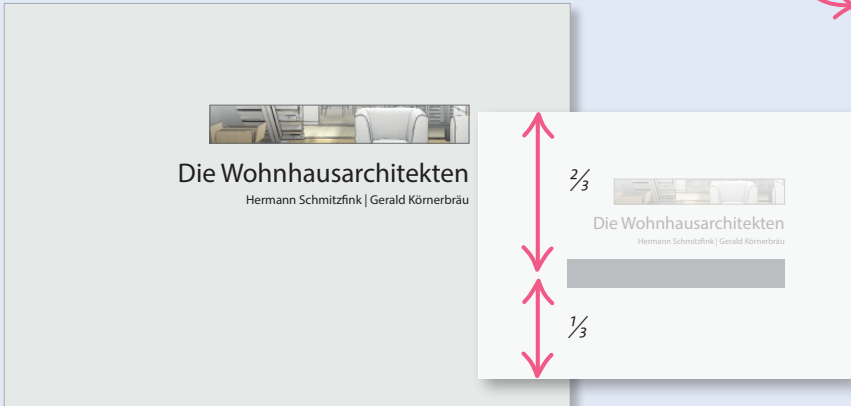 Die Wohnhausarchitekten
Hermann Schmitzfink | Gerald Körnerbräu
2/3
Die Wohnhausarchitekten
Hermann Schmitzfink | Gerald Körnerbräu
1/3